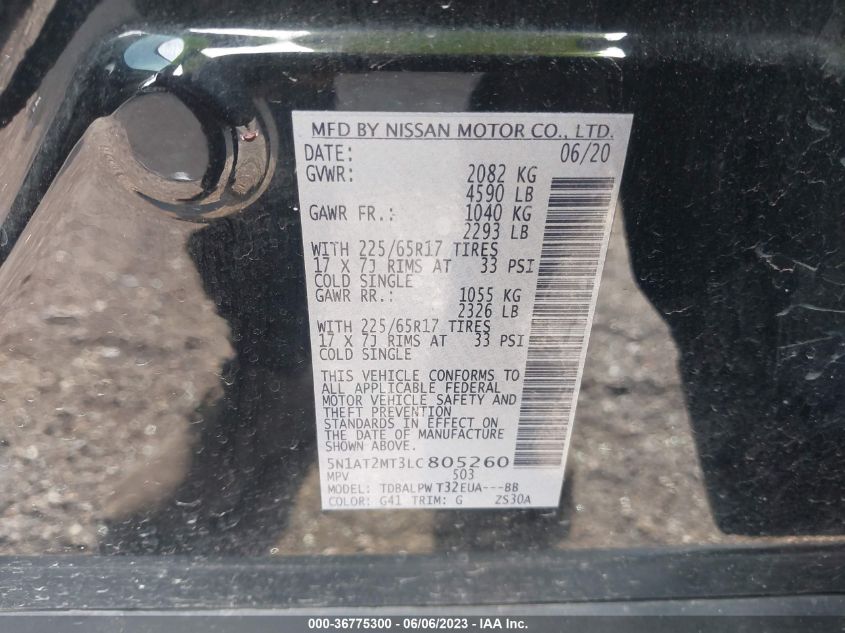 MFD BY NISSAN MOTOR CO., LTD.
DATE: 06/20
GVWR: 2082 KG
4590 LB
GAWR FR.: 1040 KG
2293 LB
WITH 225/65R17 TIRES
17 X 7J RIMS AT 33 PSI
COLD SINGLE
GAWR RR.: 1055 KG
2326 LB
WITH 225/65R17 TIRES
17 X 7J RIMS AT 33 PSI
COLD SINGLE
THIS VEHICLE CONFORMS TO
ALL APPLICABLE FEDERAL
MOTOR VEHICLE SAFETY AND
THEFT PREVENTION
STANDARDS IN EFFECT ON
THE DATE OF MANUFACTURE
SHOWN ABOVE.
5N1AT2MT3LC805260
MPV 503
MODEL: TDBALPW T32EUA---BB
COLOR: G41 TRIM: G ZS30A
000-36775300 - 06/06/2023 - IAA Inc.